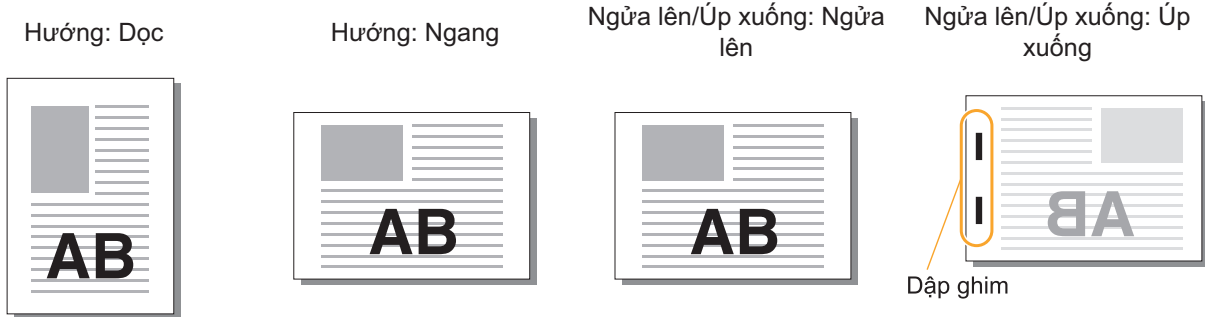 Hướng: Dọc
Hướng: Ngang
Ngửa lên/Úp xuống: Ngửa
lên
Ngửa lên/Úp xuống: Úp
xuống
AB
AB
AB
AB
Dập ghim